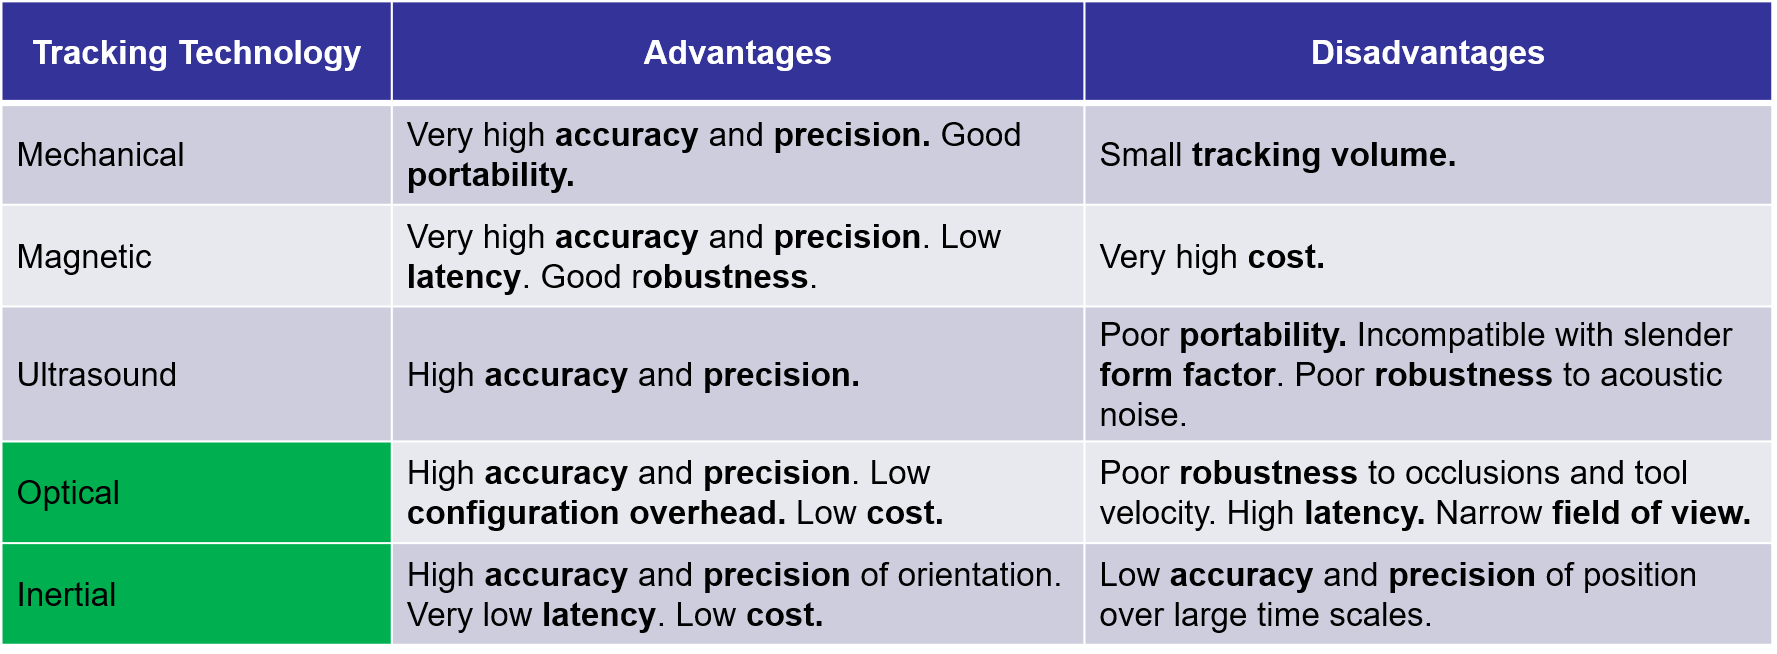 Tracking Technology
Advantages
Disadvantages
Mechanical
Very high accuracy and precision. Good
portability.
Small tracking volume.
Magnetic
Very high accuracy and precision. Low
latency. Good robustness.
Very high cost.
Ultrasound
High accuracy and precision.
Poor portability. Incompatible with slender
form factor. Poor robustness to acoustic
noise.
Optical
High accuracy and precision. Low
configuration overhead. Low cost.
Poor robustness to occlusions and tool
velocity. High latency. Narrow field of view.
Inertial
High accuracy and precision of orientation.
Very low latency. Low cost.
Low accuracy and precision of position
over large time scales.